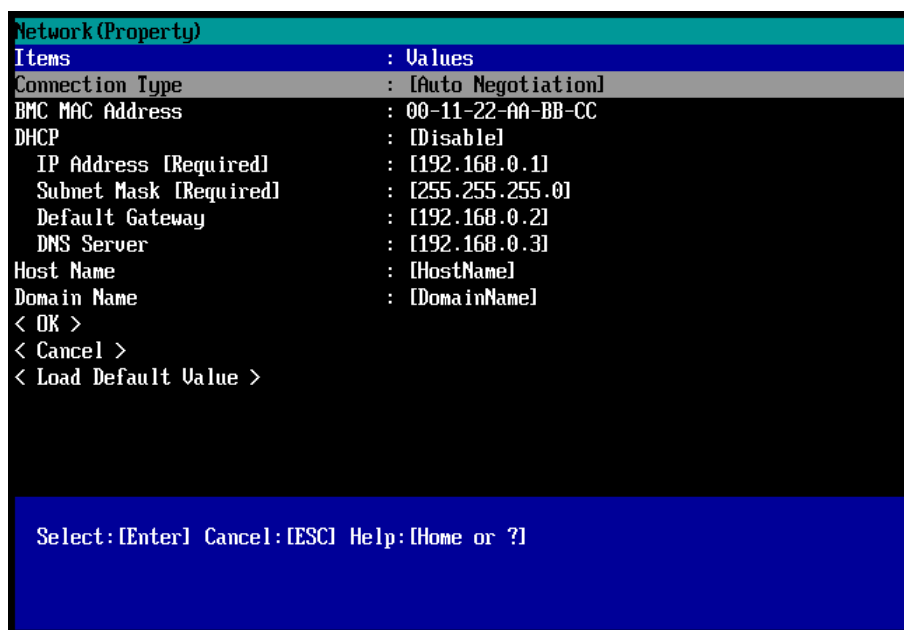 Network(Property)
Items : Values
Connection Type : [Auto Negotiation]
BMC MAC Address : 00-11-22-AA-BB-CC
DHCP : [Disable]
IP Address [Required] : [192.168.0.1]
Subnet Mask [Required] : [255.255.255.0]
Default Gateway : [192.168.0.2]
DNS Server : [192.168.0.3]
Host Name : [HostName]
Domain Name : [DomainName]
< OK >
< Cancel >
< Load Default Value >
Select:[Enter] Cancel:[ESC] Help:[Home or ?]